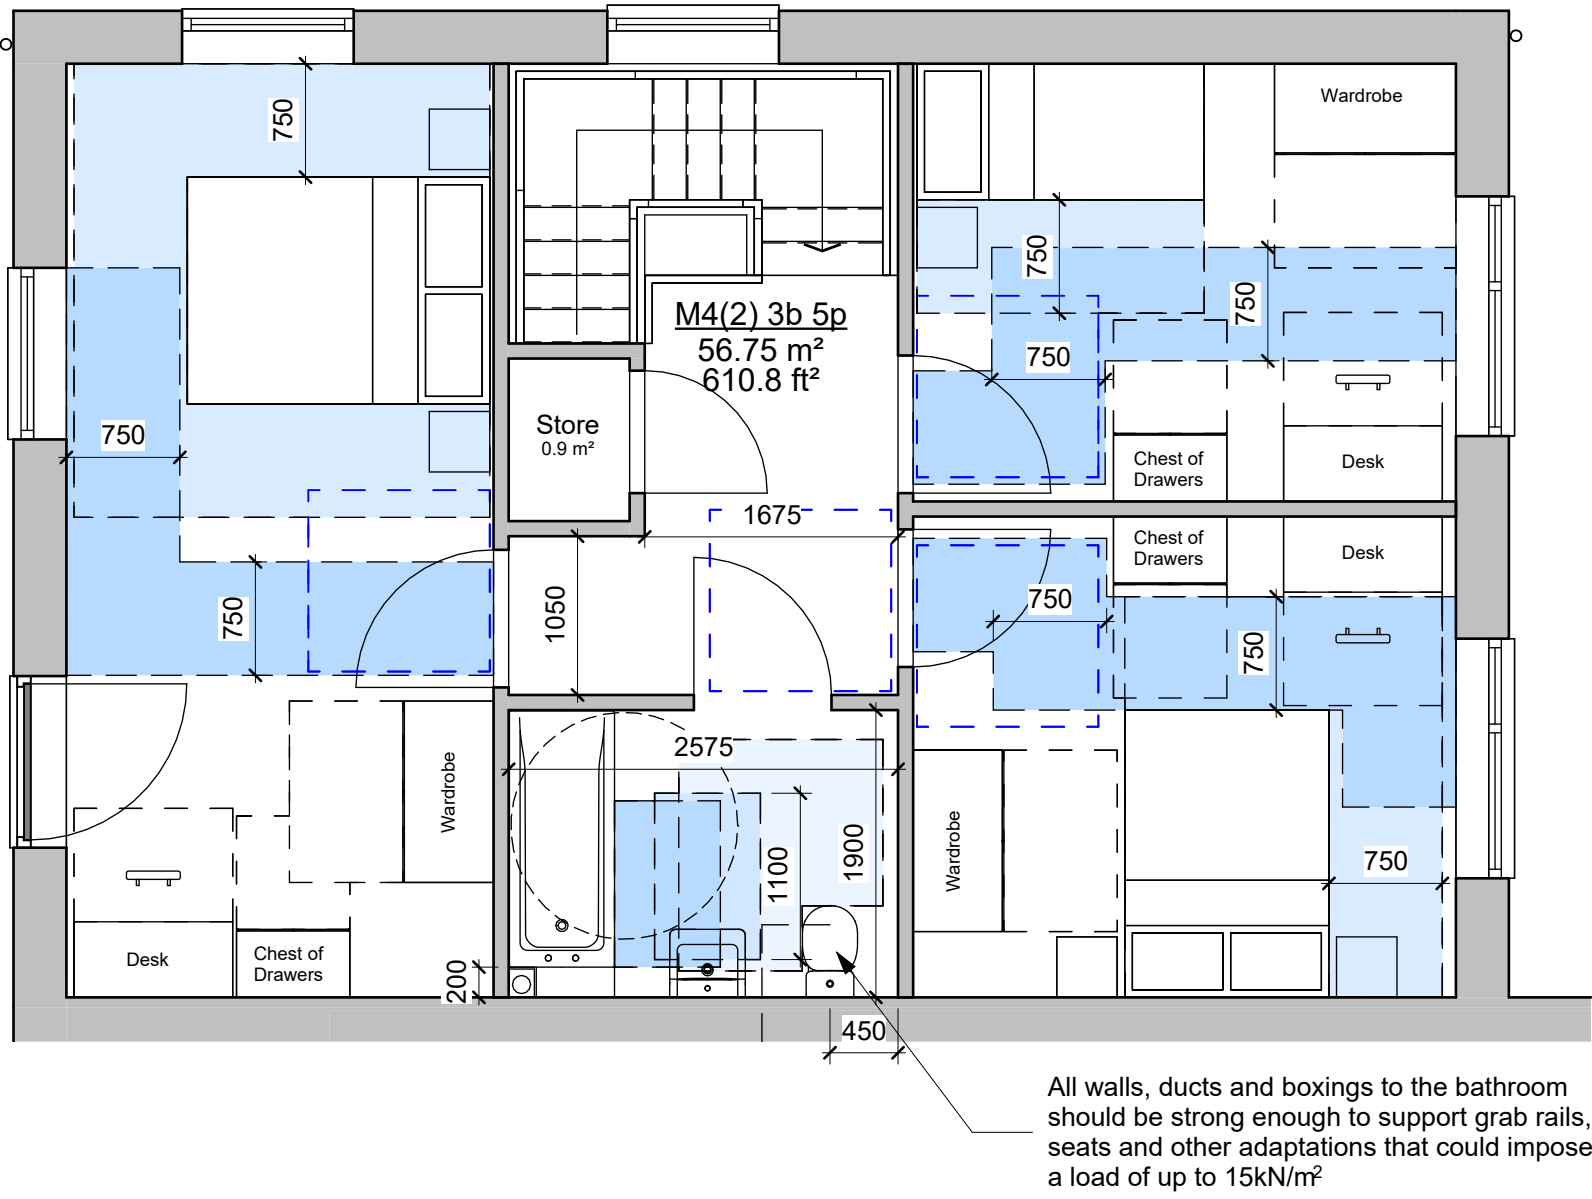 750
Wardrobe
750
750
750
M4(2) 3b 5p
56.75 m²
610.8 ft²
Store
0.9 m²
750
Chest of
Drawers
Desk
1675
Chest of
Drawers
Desk
750
1050
750
750
2575
Wardrobe
1100
1900
Wardrobe
750
Desk
Chest of
Drawers
200
450
All walls, ducts and boxings to the bathroom
should be strong enough to support grab rails,
seats and other adaptations that could impose
a load of up to 15kN/m²